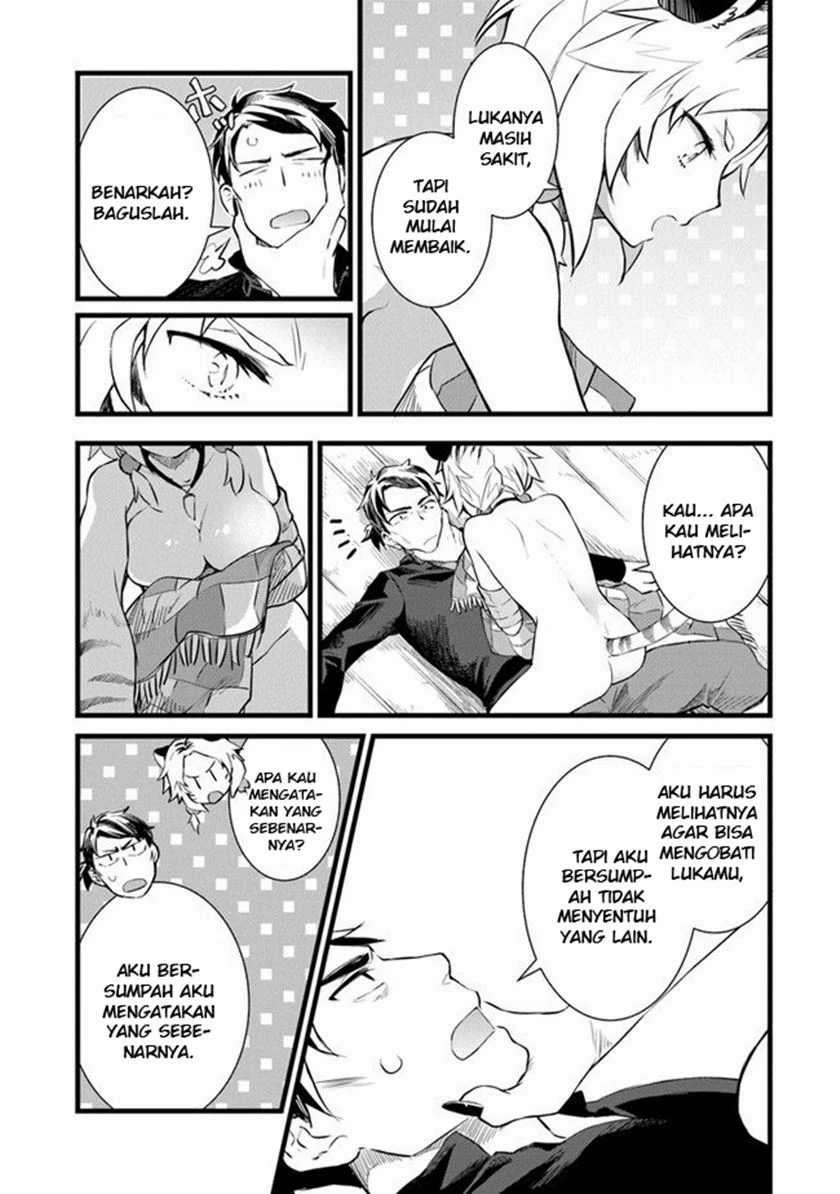 LUKANYA
MASIH
SAKIT,
TAPI
SUDAH
MULAI
MEMBAIK.
ホッ
BENARKAH?
BAGUSLAH.
KAU... APA
KAU MELI-
HATNYA?
AKU HARUS
MELIHATNYA
AGAR BISA
MENGOBATI
LUKAMU,
TAPI AKU
BERSUMP-
AH TIDAK
MENYENTUH
YANG LAIN.
APA KAU
MENGATA-
KAN YANG
SEBENAR-
NYA?
AKU BER-
SUMPAH AKU
MENGATAKAN
YANG SEBE-
NARNYA.